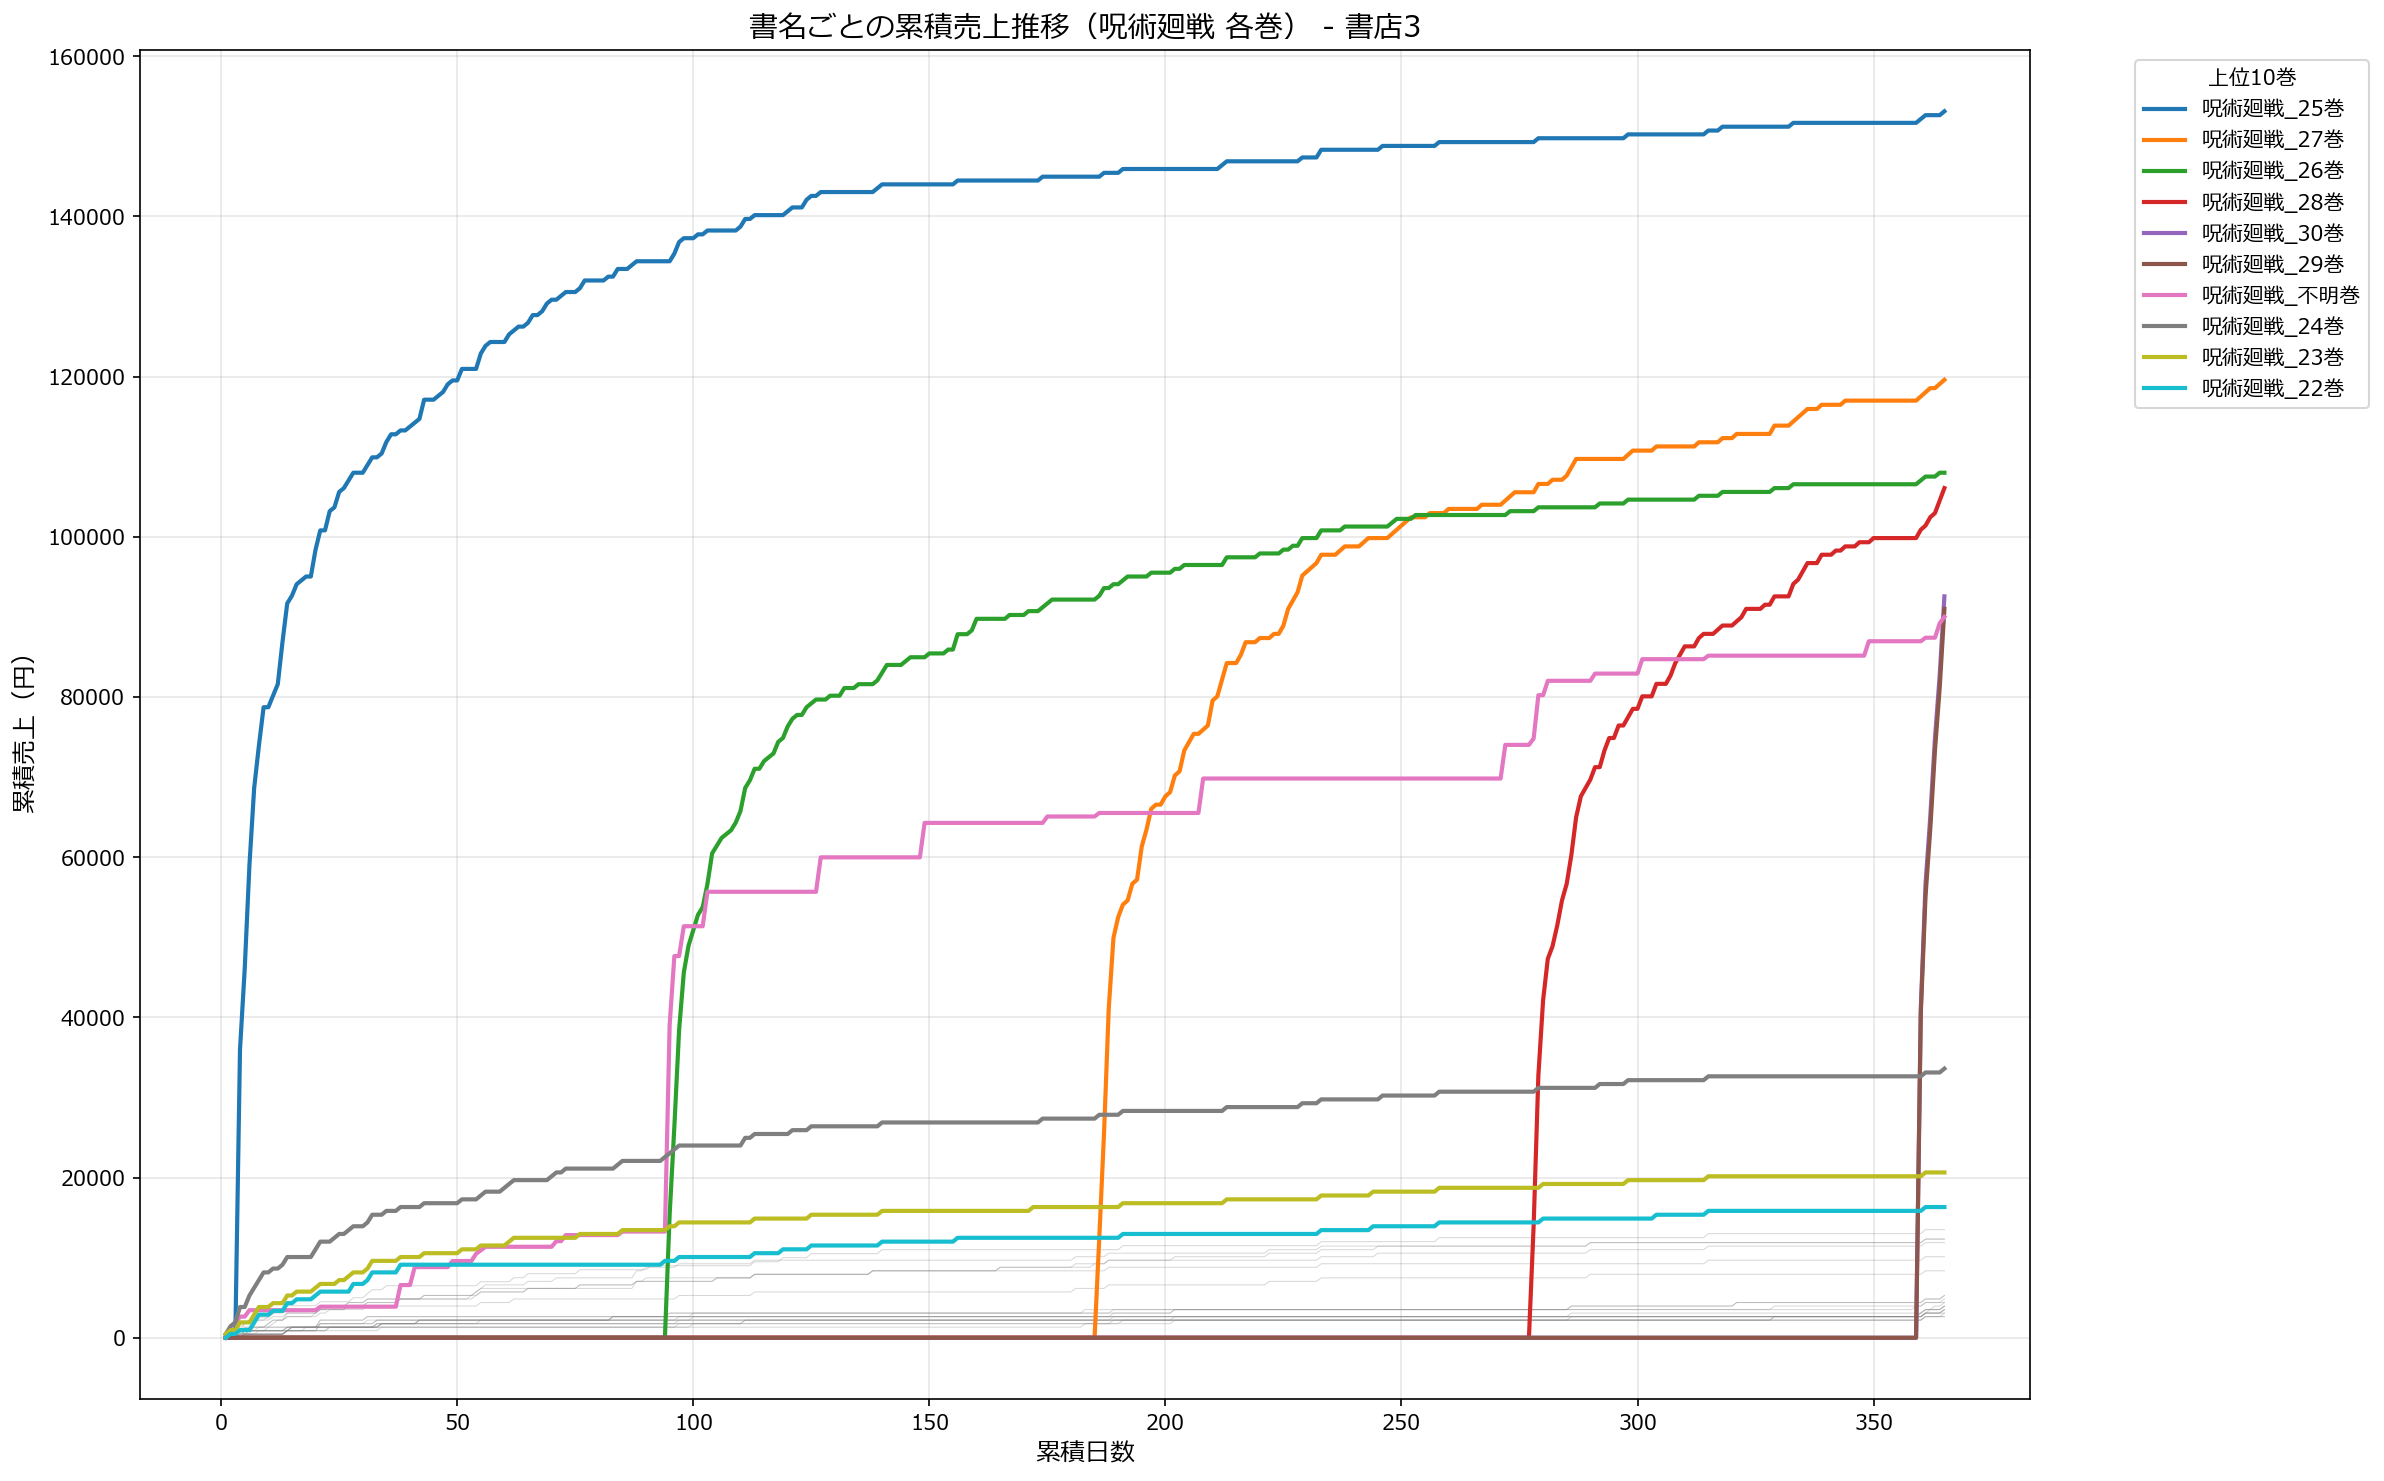 書名ごとの累積売上推移（呪術廻戦 各巻） - 書店3
160000
140000
120000
100000
80000
60000
40000
20000
0
累積売上（円）
0 50 100 150 200 250 300 350
累積日数
上位10巻
呪術廻戦_25巻
呪術廻戦_27巻
呪術廻戦_26巻
呪術廻戦_28巻
呪術廻戦_30巻
呪術廻戦_29巻
呪術廻戦_不明巻
呪術廻戦_24巻
呪術廻戦_23巻
呪術廻戦_22巻